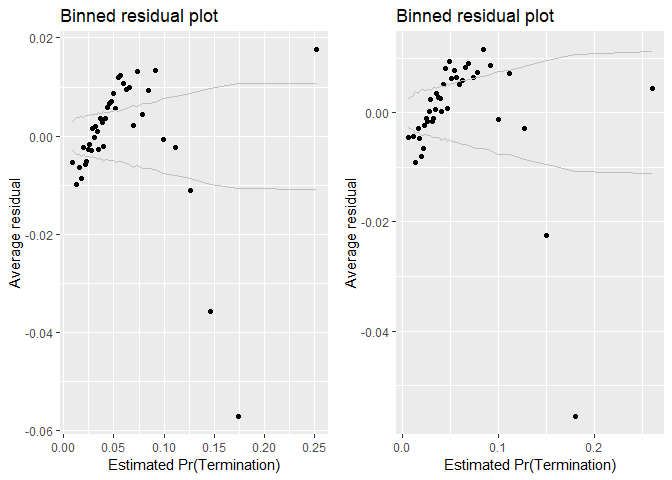 Binned residual plot
Average residual
0.02
0.00
-0.02
-0.04
-0.06
0.00 0.05 0.10 0.15 0.20 0.25
Estimated Pr(Termination)
Binned residual plot
Average residual
0.00
-0.02
-0.04
0.0 0.1 0.2
Estimated Pr(Termination)